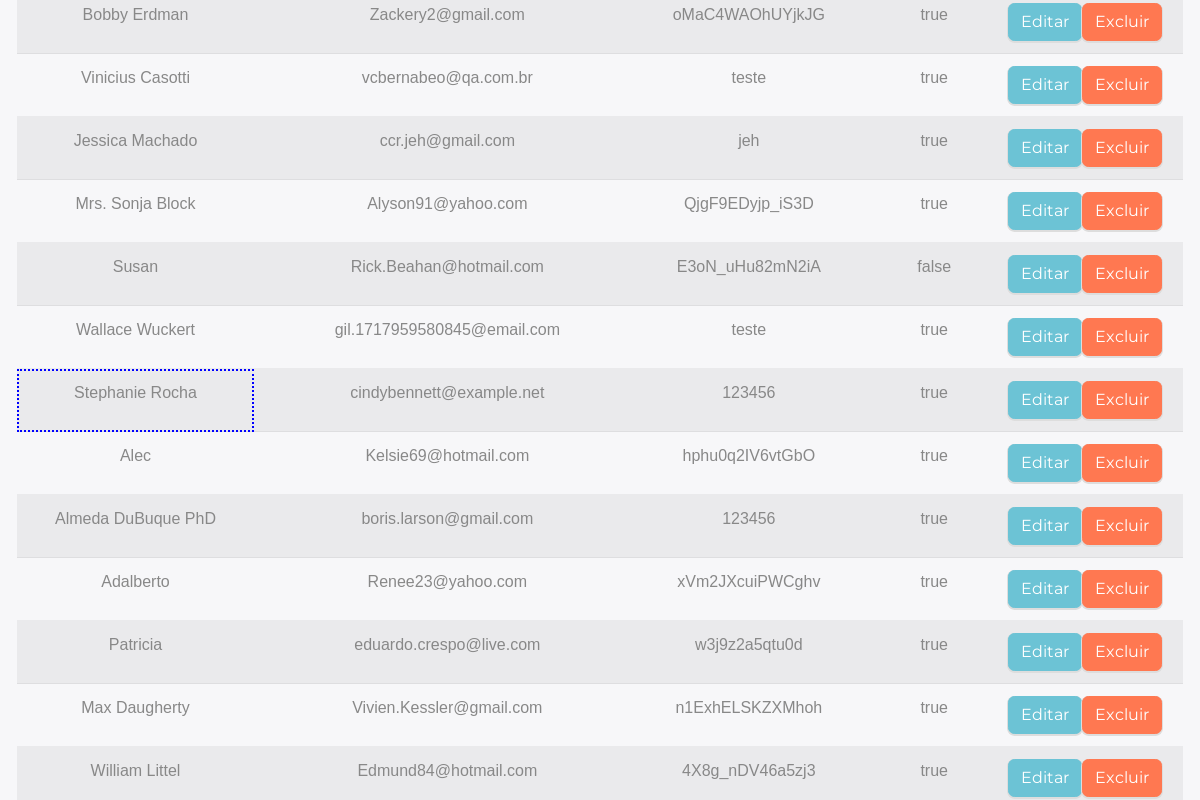 Bobby Erdman Zackery2@gmail.com oMaC4WAOhUYjkJG true Editar Excluir
Vinicius Casotti vcbernabeo@qa.com.br teste true Editar Excluir
Jessica Machado ccr.jeh@gmail.com jeh true Editar Excluir
Mrs. Sonja Block Alyson91@yahoo.com QjgF9EDyjp_iS3D true Editar Excluir
Susan Rick.Beahan@hotmail.com E3oN_uHu82mN2iA false Editar Excluir
Wallace Wuckert gil.1717959580845@email.com teste true Editar Excluir
Stephanie Rocha cindybennett@example.net 123456 true Editar Excluir
Alec Kelsie69@hotmail.com hphu0q2IV6vtGbO true Editar Excluir
Almeda DuBuque PhD boris.larson@gmail.com 123456 true Editar Excluir
Adalberto Renee23@yahoo.com xVm2JXcuiPWCghv true Editar Excluir
Patricia eduardo.crespo@live.com w3j9z2a5qtu0d true Editar Excluir
Max Daugherty Vivien.Kessler@gmail.com n1ExhELSKZXMhoh true Editar Excluir
William Littel Edmund84@hotmail.com 4X8g_nDV46a5zj3 true Editar Excluir